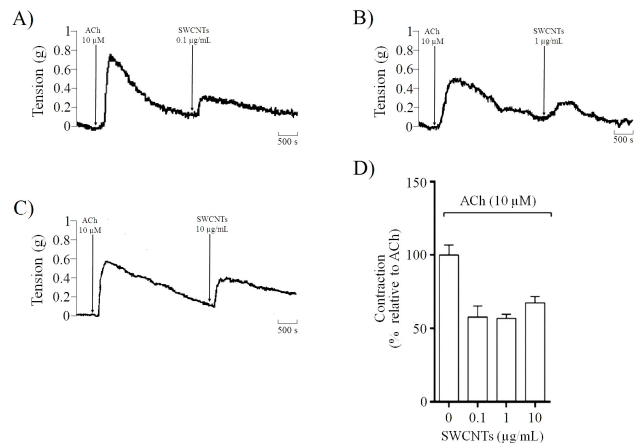 A)
ACh
10 µM
SWCNTs
0.1 µg/mL
Tension (g)
1
0.8
0.6
0.4
0.2
0
500 s
B)
ACh
10 µM
SWCNTs
1 µg/mL
Tension (g)
1
0.8
0.6
0.4
0.2
0
500 s
C)
ACh
10 µM
SWCNTs
10 µg/mL
Tension (g)
1
0.8
0.6
0.4
0.2
0
500 s
D)
ACh (10 µM)
Contraction
(% relative to ACh)
150
100
50
0
0 0.1 1 10
SWCNTs (µg/mL)